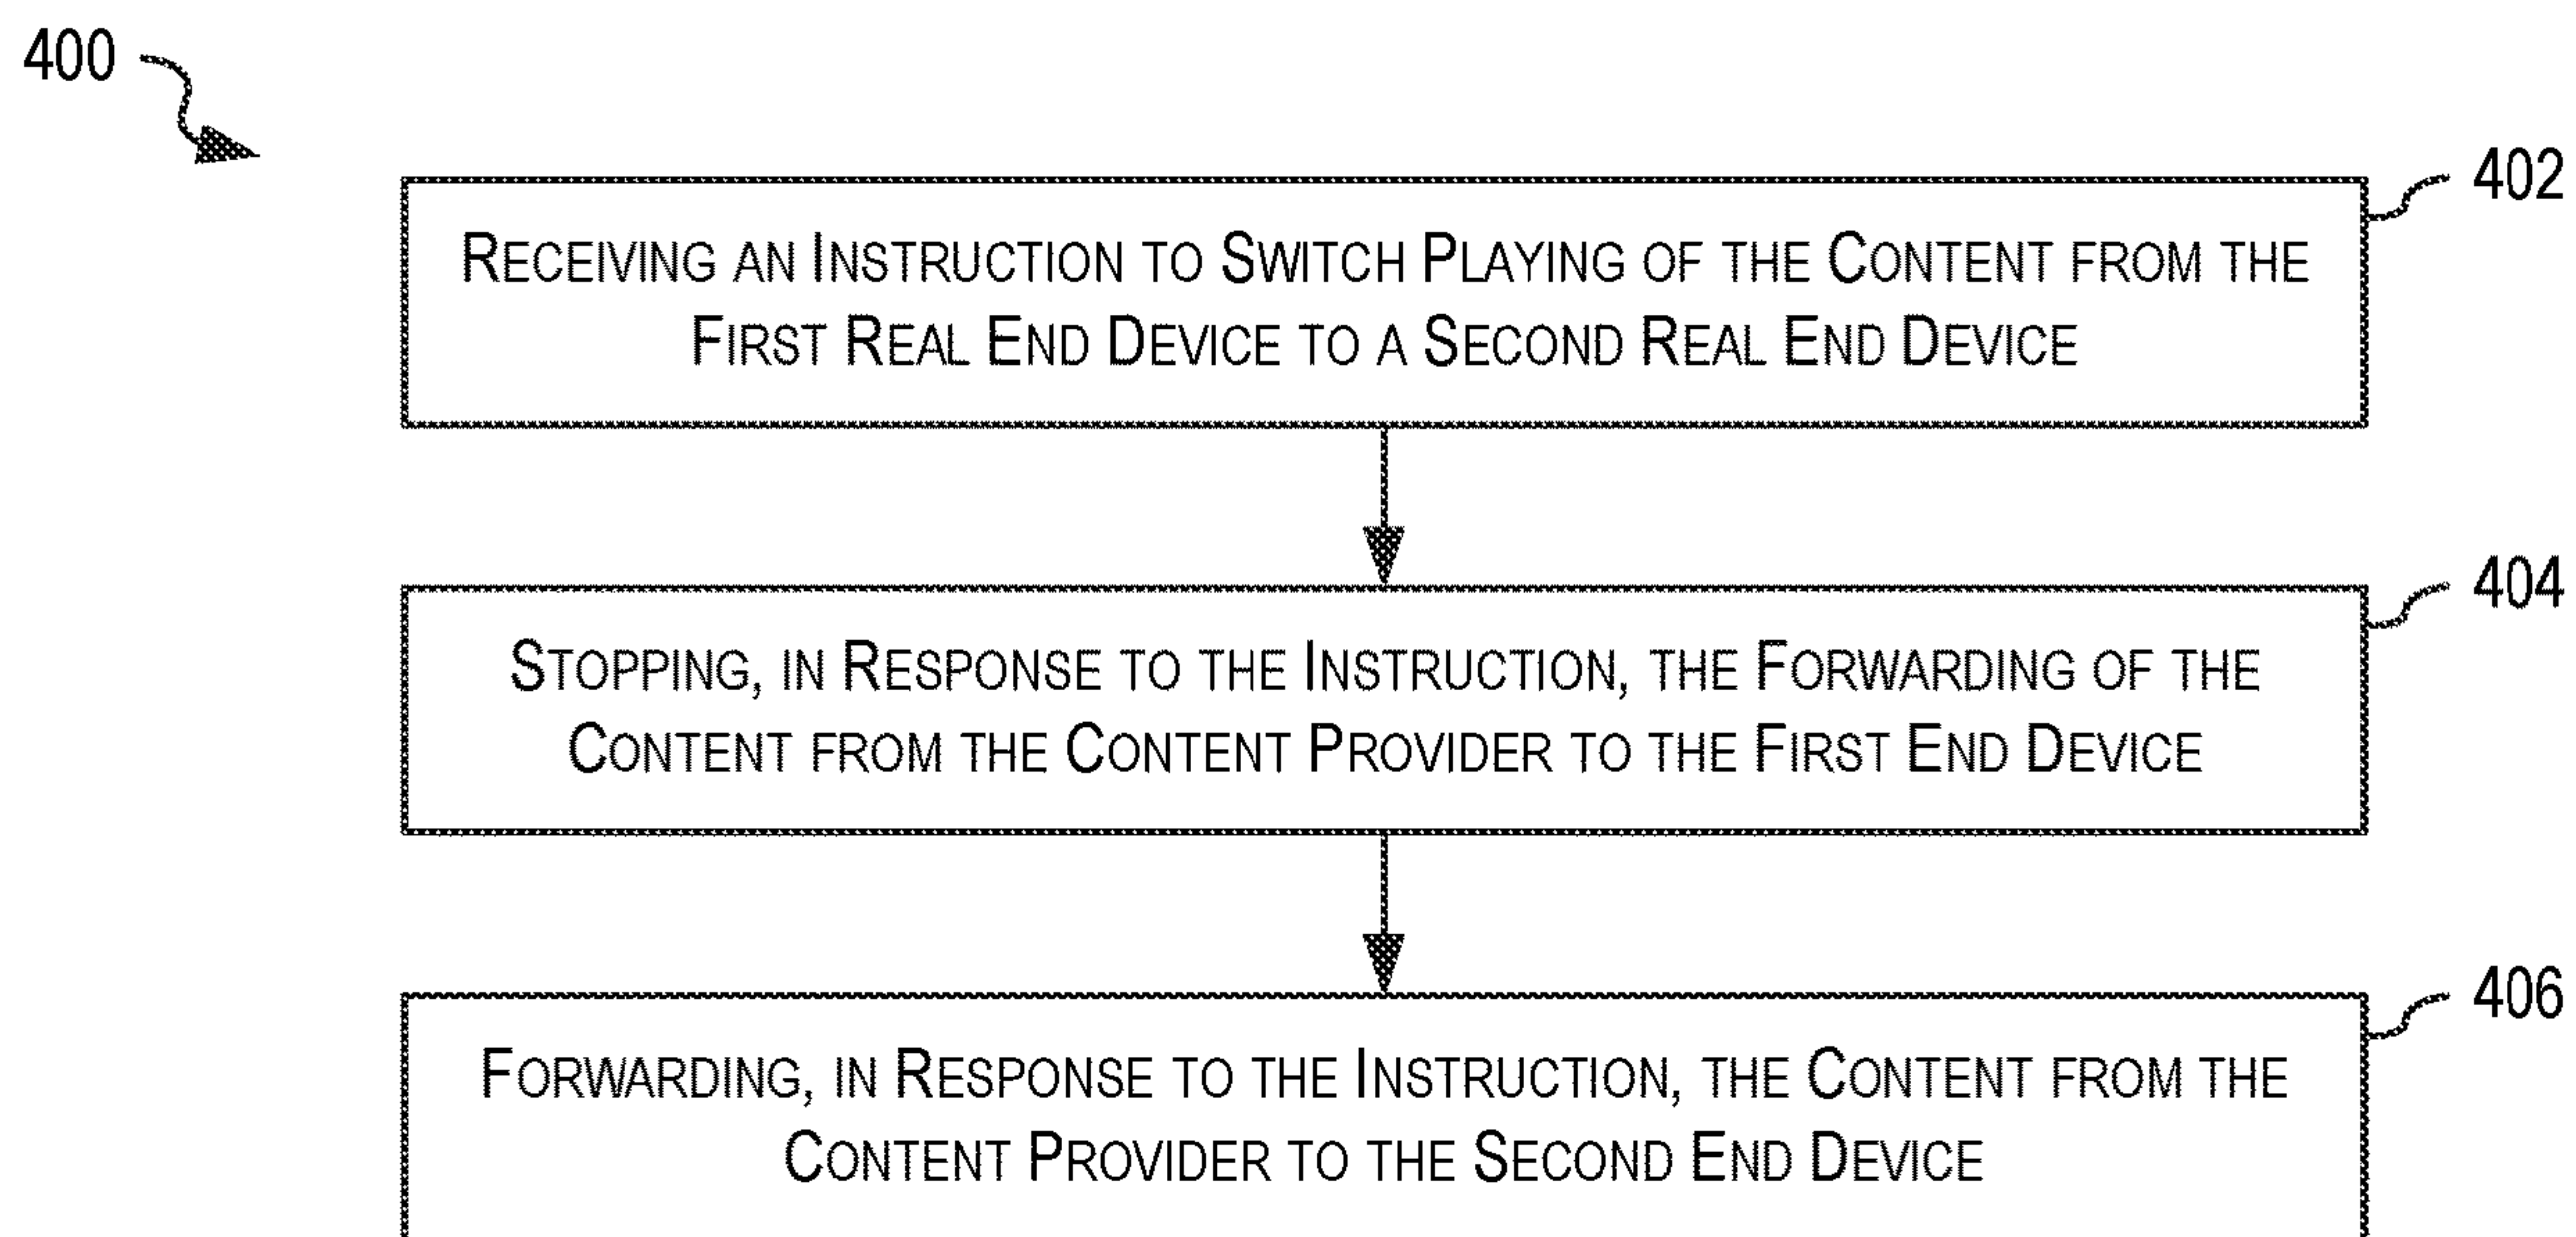 400
402
RECEIVING AN INSTRUCTION TO SWITCH PLAYING OF THE CONTENT FROM THE
FIRST REAL END DEVICE TO A SECOND REAL END DEVICE
404
STOPPING, IN RESPONSE TO THE INSTRUCTION, THE FORWARDING OF THE
CONTENT FROM THE CONTENT PROVIDER TO THE FIRST END DEVICE
406
FORWARDING, IN RESPONSE TO THE INSTRUCTION, THE CONTENT FROM THE
CONTENT PROVIDER TO THE SECOND END DEVICE